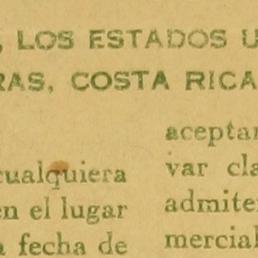 , LOS ESTADOS U
RAS, COSTA RICA
cualquiera
en el lugar
a fecha de
aceptar
var cla
admite
mercial